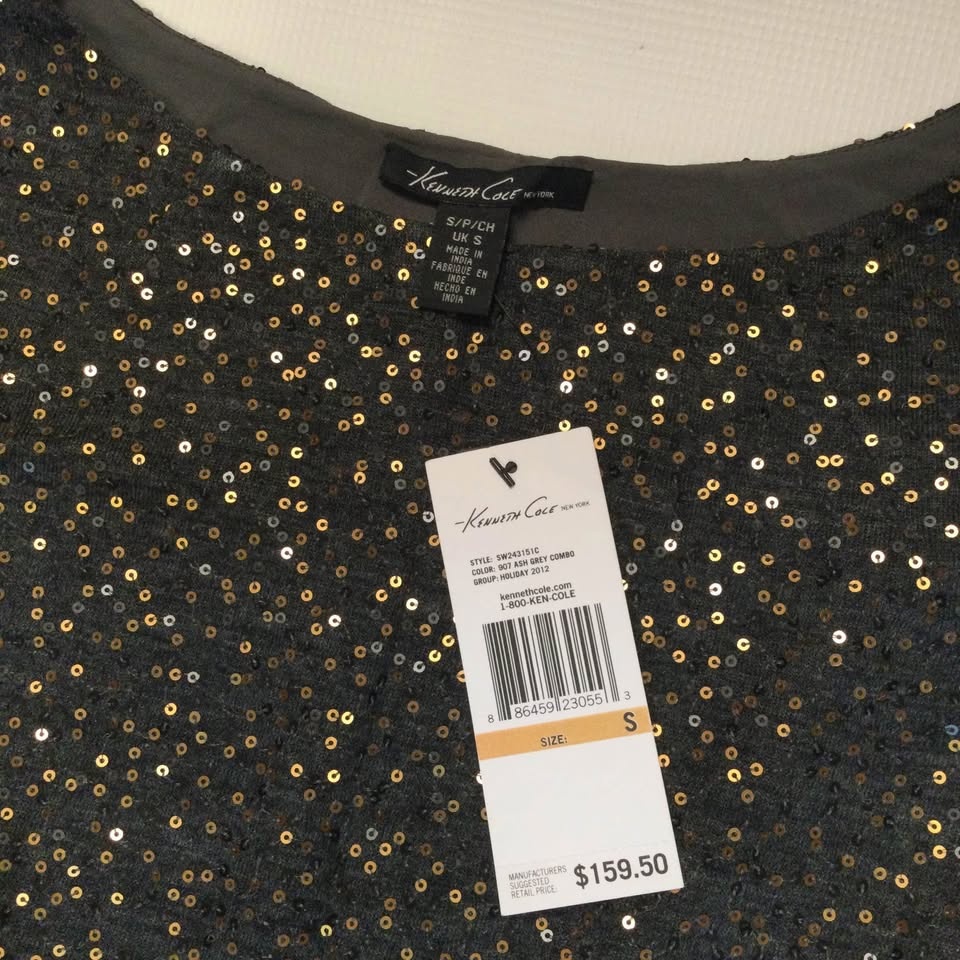 -KENNETH COLE NEW YORK
S/P/CH
UK S
MADE IN
INDIA
FABRIQUE EN
INDE
HECHO EN
INDIA
-KENNETH COLE NEW YORK
STYLE: SW243151C
COLOR: 907 ASH GREY COMBO
GROUP: HOLIDAY 2012
kennethcole.com
1-800-KEN-COLE
8 86459 23055 3
SIZE: S
MANUFACTURERS
SUGGESTED
RETAIL PRICE: $159.50